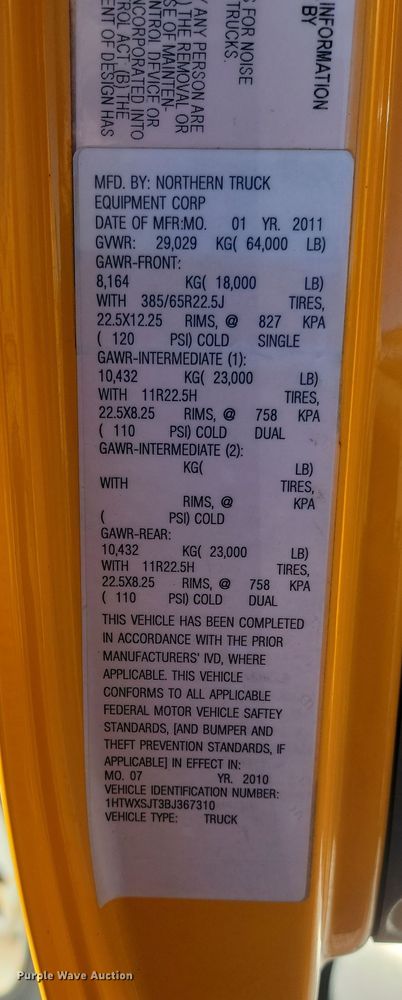 INFORMATION
BY
S FOR NOISE
TRUCKS.
ANY PERSON ARE
THE REMOVAL OR
SE OF MAINTEN-
NTROL DEVICE OR
NCORPORATED INTO
ROL ACT, (B) THE
ENT OF DESIGN HAS
MFD. BY: NORTHERN TRUCK
EQUIPMENT CORP
DATE OF MFR:MO. 01 YR. 2011
GVWR: 29,029 KG( 64,000 LB)
GAWR-FRONT:
8,164 KG( 18,000 LB)
WITH 385/65R22.5J TIRES,
22.5X12.25 RIMS, @ 827 KPA
( 120 PSI) COLD SINGLE
GAWR-INTERMEDIATE (1):
10,432 KG( 23,000 LB)
WITH 11R22.5H TIRES,
22.5X8.25 RIMS, @ 758 KPA
( 110 PSI) COLD DUAL
GAWR-INTERMEDIATE (2):
KG( LB)
WITH TIRES,
RIMS, @ KPA
( PSI) COLD
GAWR-REAR:
10,432 KG( 23,000 LB)
WITH 11R22.5H TIRES,
22.5X8.25 RIMS, @ 758 KPA
( 110 PSI) COLD DUAL
THIS VEHICLE HAS BEEN COMPLETED
IN ACCORDANCE WITH THE PRIOR
MANUFACTURERS' IVD, WHERE
APPLICABLE. THIS VEHICLE
CONFORMS TO ALL APPLICABLE
FEDERAL MOTOR VEHICLE SAFTEY
STANDARDS, [AND BUMPER AND
THEFT PREVENTION STANDARDS, IF
APPLICABLE] IN EFFECT IN:
MO. 07 YR. 2010
VEHICLE IDENTIFICATION NUMBER:
1HTWXSJT3BJ367310
VEHICLE TYPE: TRUCK
Purple Wave Auction